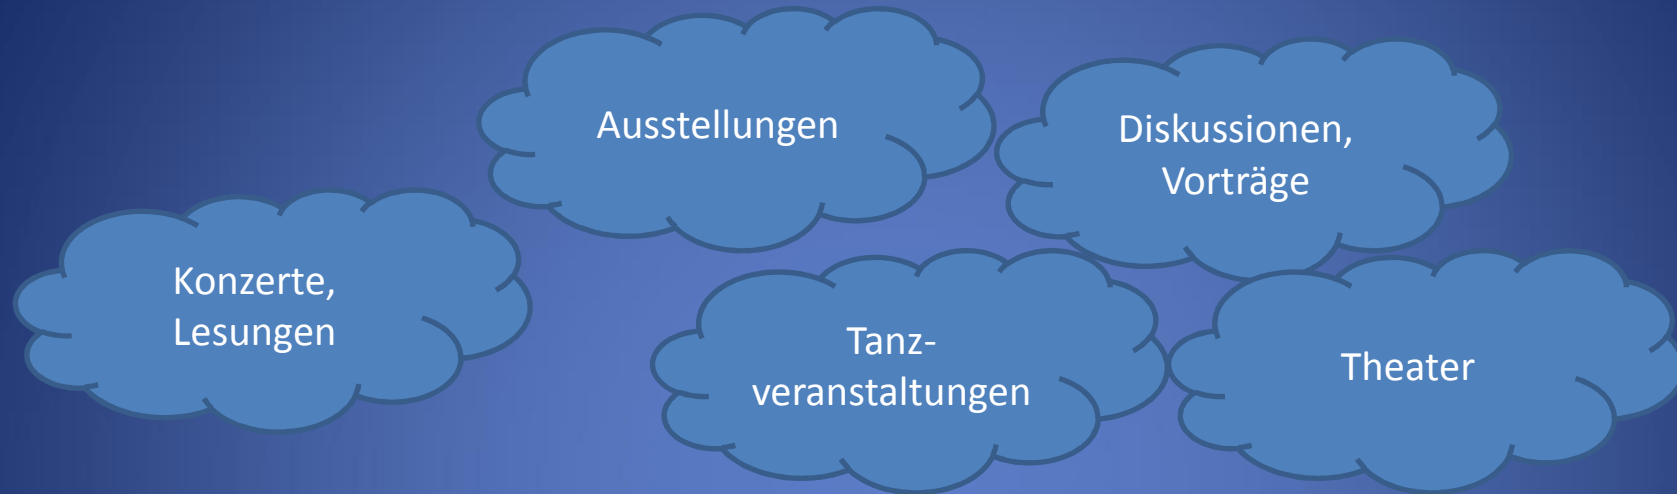 Ausstellungen
Diskussionen,
Vorträge
Konzerte,
Lesungen
Tanz-
veranstaltungen
Theater